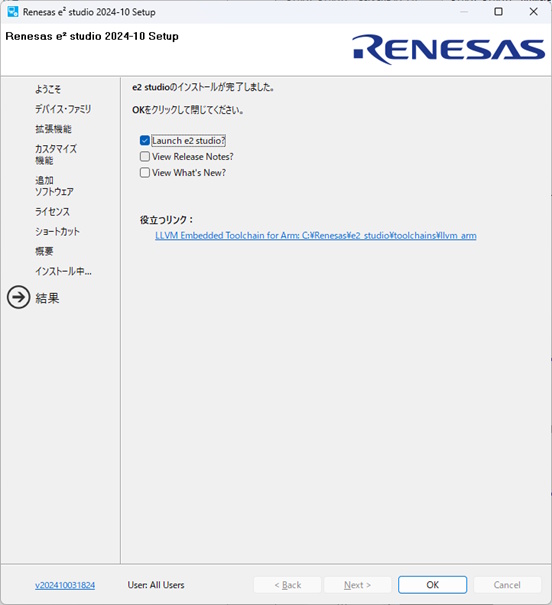 Renesas e² studio 2024-10 Setup
Renesas e² studio 2024-10 Setup
RENESAS
ようこそ
デバイス・ファミリ
拡張機能
カスタマイズ
機能
追加
ソフトウェア
ライセンス
ショートカット
概要
インストール中...
結果
e2 studioのインストールが完了しました。
OKをクリックして閉じてください。
Launch e2 studio?
View Release Notes?
View What's New?
役立つリンク：
LLVM Embedded Toolchain for Arm: C:¥Renesas¥e2_studio¥toolchains¥llvm_arm
v202410031824
User: All Users
< Back
Next >
OK
Cancel